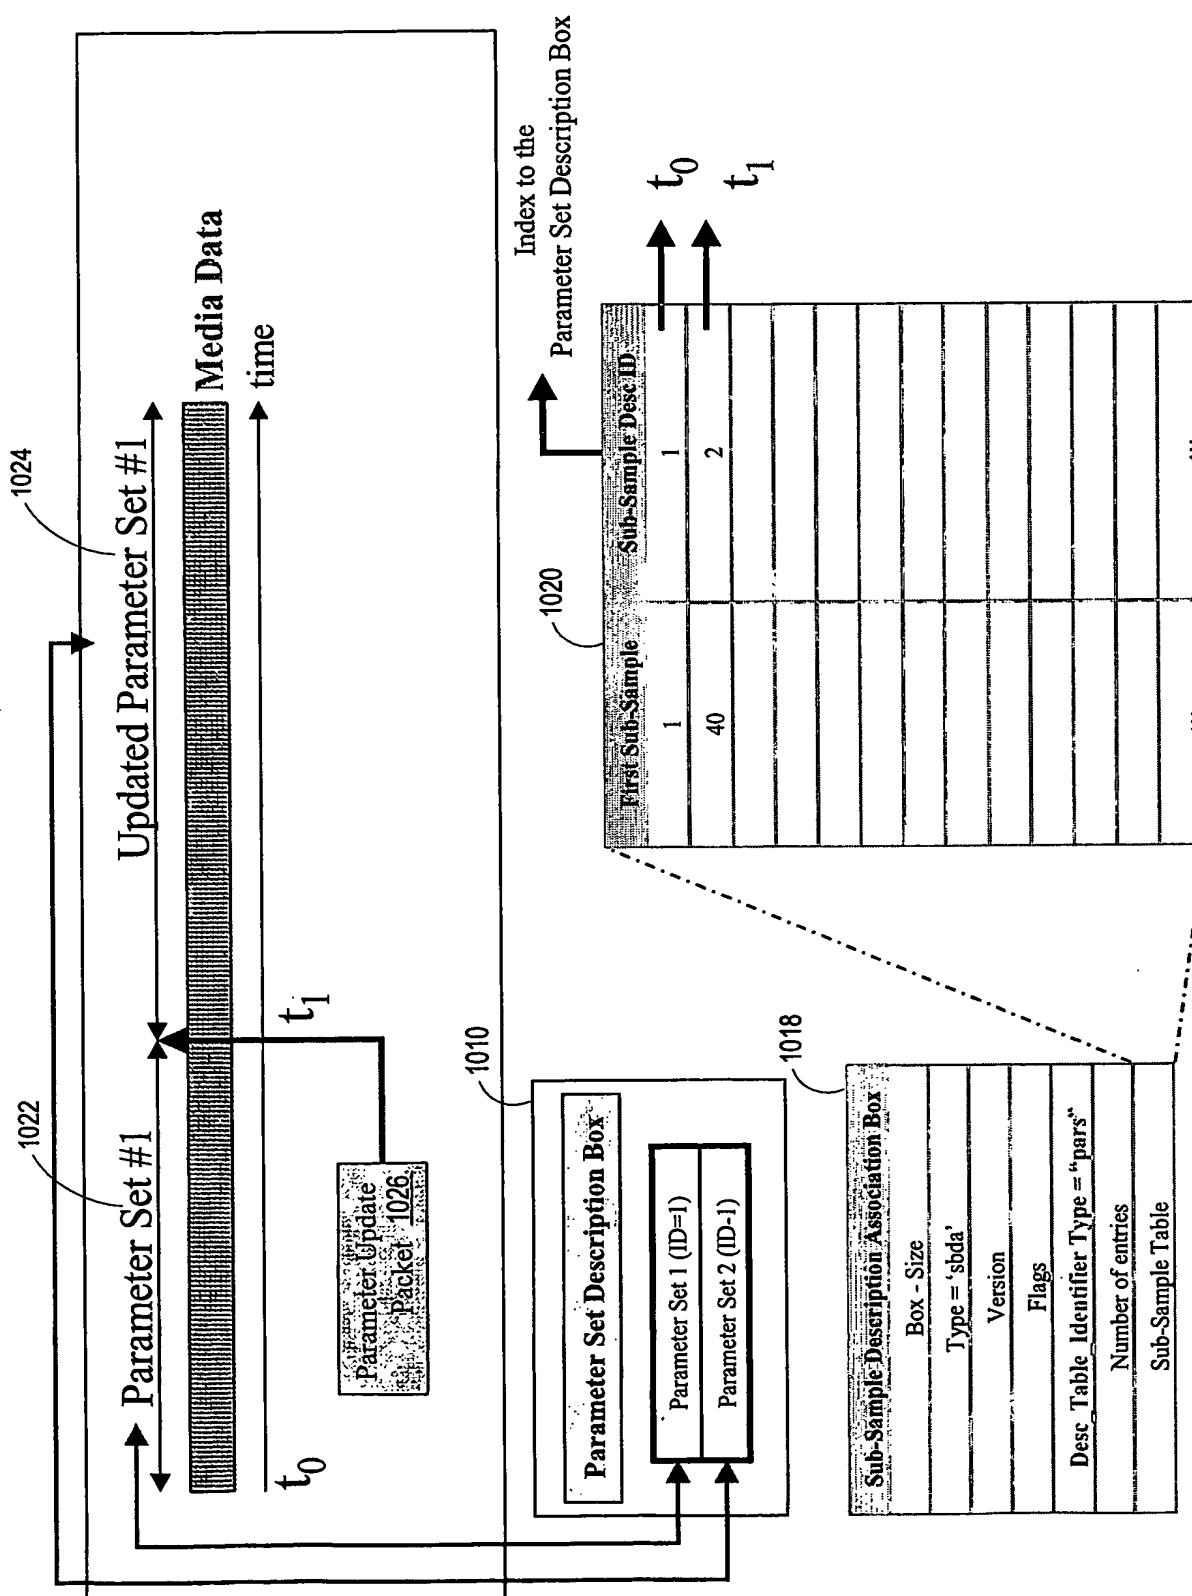 1022
1024
Parameter Set #1
Updated Parameter Set #1
Media Data
time
t0
t1
Parameter Update
Packet 1026
1010
Parameter Set Description Box
Parameter Set 1 (ID=1)
Parameter Set 2 (ID-1)
Index to the
Parameter Set Description Box
1018
Sub-Sample Description Association Box
Box - Size
Type = 'sbda'
Version
Flags
Desc_Table_Identifier Type = "pars"
Number of entries
Sub-Sample Table
1020
First Sub-Sample Sub-Sample Desc ID
1 1
40 2
t0
t1
... ...